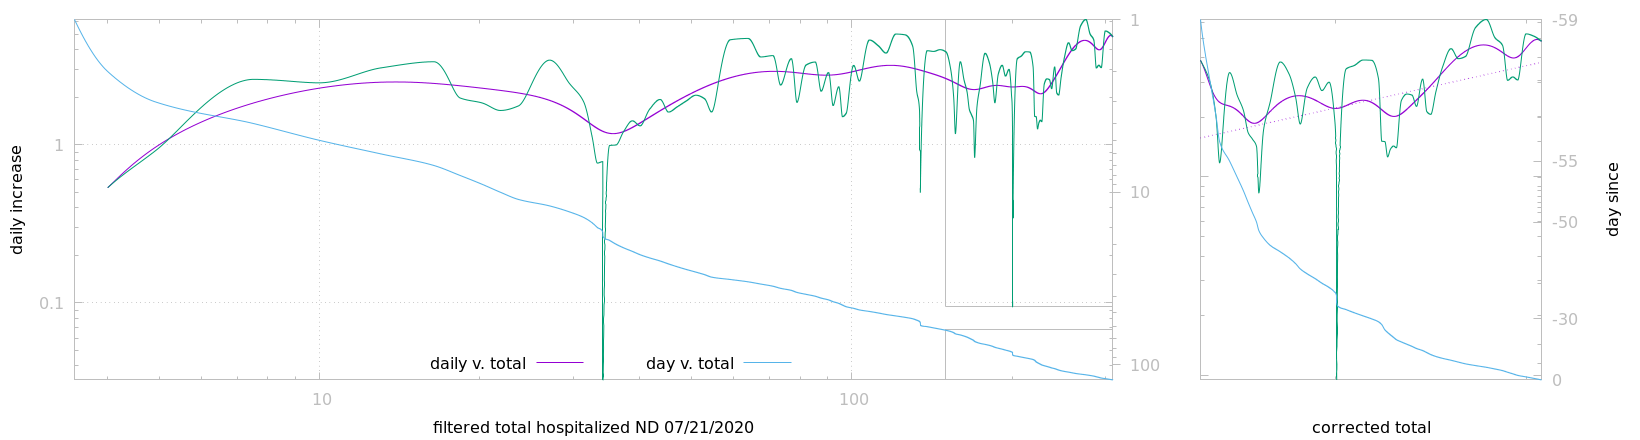 1
-59
daily increase
1
0.1
10
100
day since
-55
-50
-30
0
daily v. total
day v. total
10
100
filtered total hospitalized ND 07/21/2020
corrected total